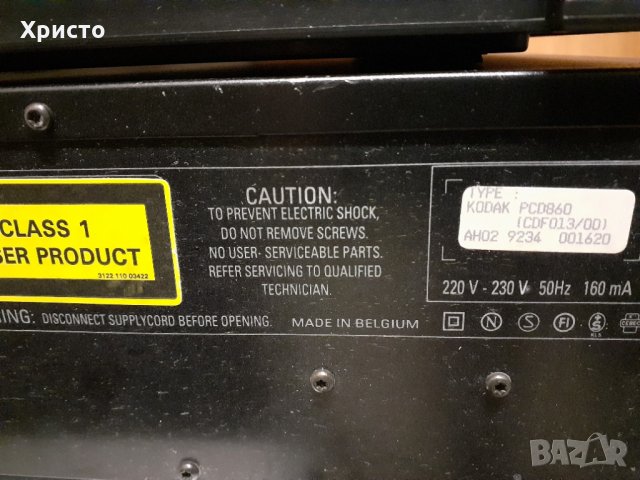 Христо
CLASS 1
PRODUCT
3122 110 03422
CAUTION:
TO PREVENT ELECTRIC SHOCK,
DO NOT REMOVE SCREWS.
NO USER- SERVICEABLE PARTS.
REFER SERVICING TO QUALIFIED
TECHNICIAN.
TYPE :
KODAK PCD860
(CDF013/00)
AH02 9234 001620
220 V - 230 V 50Hz 160 mA
DISCONNECT SUPPLYCORD BEFORE OPENING. MADE IN BELGIUM
N S FI
BAZAR